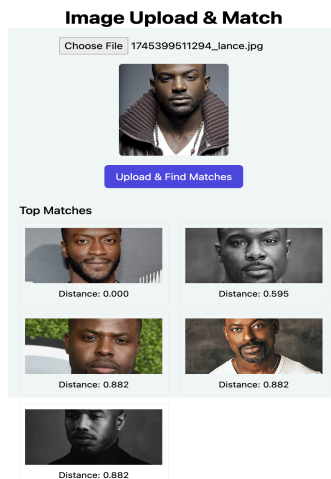 Image Upload & Match
Choose File 1745399511294_lance.jpg
Upload & Find Matches
Top Matches
Distance: 0.000
Distance: 0.595
Distance: 0.882
Distance: 0.882
Distance: 0.882